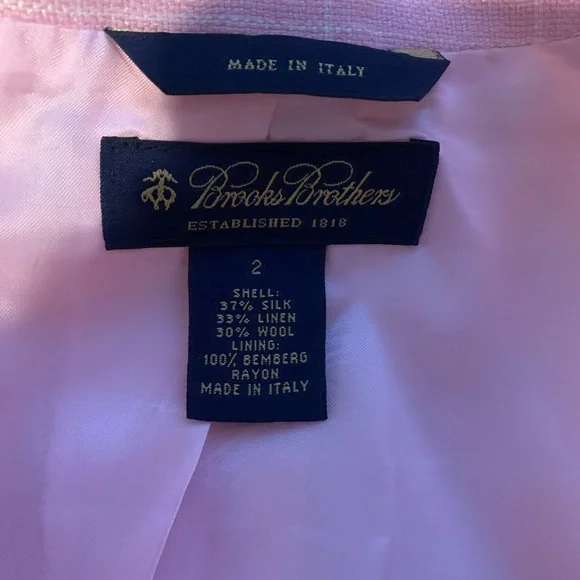 MADE IN ITALY
Brooks Brothers
ESTABLISHED 1818
2
SHELL:
37% SILK
33% LINEN
30% WOOL
LINING:
100% BEMBERG
RAYON
MADE IN ITALY